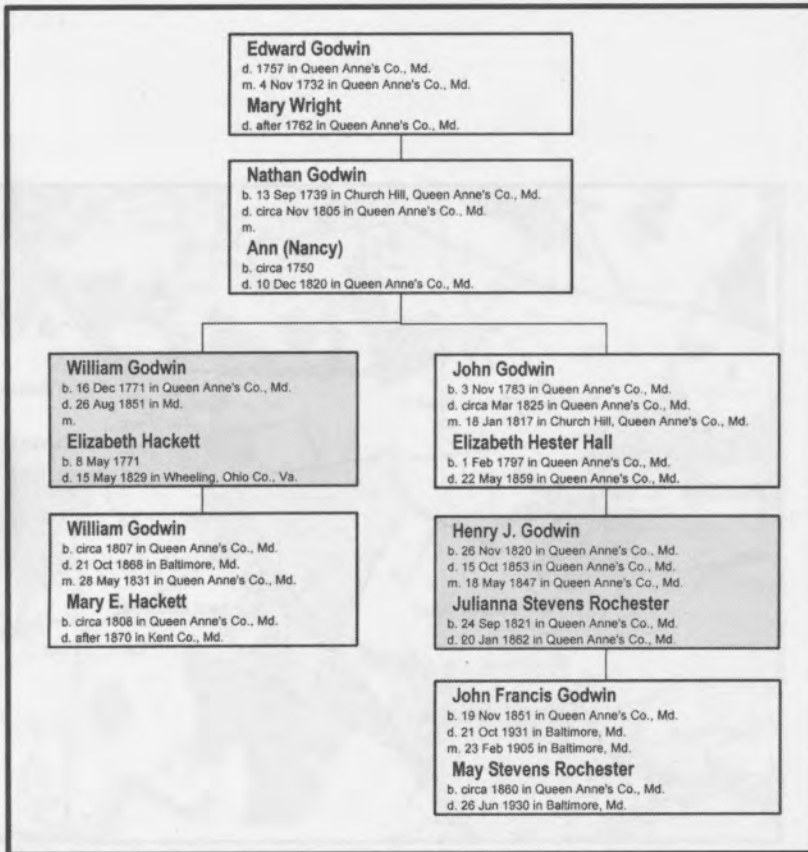 Edward Godwin
d. 1757 in Queen Anne's Co., Md.
m. 4 Nov 1732 in Queen Anne's Co., Md.
Mary Wright
d. after 1762 in Queen Anne's Co., Md.
Nathan Godwin
b. 13 Sep 1739 in Church Hill, Queen Anne's Co., Md.
d. circa Nov 1805 in Queen Anne's Co., Md.
m.
Ann (Nancy)
b. circa 1750
d. 10 Dec 1820 in Queen Anne's Co., Md.
William Godwin
b. 16 Dec 1771 in Queen Anne's Co., Md.
d. 26 Aug 1851 in Md.
m.
Elizabeth Hackett
b. 8 May 1771
d. 15 May 1829 in Wheeling, Ohio Co., Va.
William Godwin
b. circa 1807 in Queen Anne's Co., Md.
d. 21 Oct 1868 in Baltimore, Md.
m. 28 May 1831 in Queen Anne's Co., Md.
Mary E. Hackett
b. circa 1808 in Queen Anne's Co., Md.
d. after 1870 in Kent Co., Md.
John Godwin
b. 3 Nov 1783 in Queen Anne's Co., Md.
d. circa Mar 1825 in Queen Anne's Co., Md.
m. 18 Jan 1817 in Church Hill, Queen Anne's Co., Md.
Elizabeth Hester Hall
b. 1 Feb 1797 in Queen Anne's Co., Md.
d. 22 May 1859 in Queen Anne's Co., Md.
Henry J. Godwin
b. 26 Nov 1820 in Queen Anne's Co., Md.
d. 15 Oct 1853 in Queen Anne's Co., Md.
m. 18 May 1847 in Queen Anne's Co., Md.
Julianna Stevens Rochester
b. 24 Sep 1821 in Queen Anne's Co., Md.
d. 20 Jan 1862 in Queen Anne's Co., Md.
John Francis Godwin
b. 19 Nov 1851 in Queen Anne's Co., Md.
d. 21 Oct 1931 in Baltimore, Md.
m. 23 Feb 1905 in Baltimore, Md.
May Stevens Rochester
b. circa 1860 in Queen Anne's Co., Md.
d. 26 Jun 1930 in Baltimore, Md.